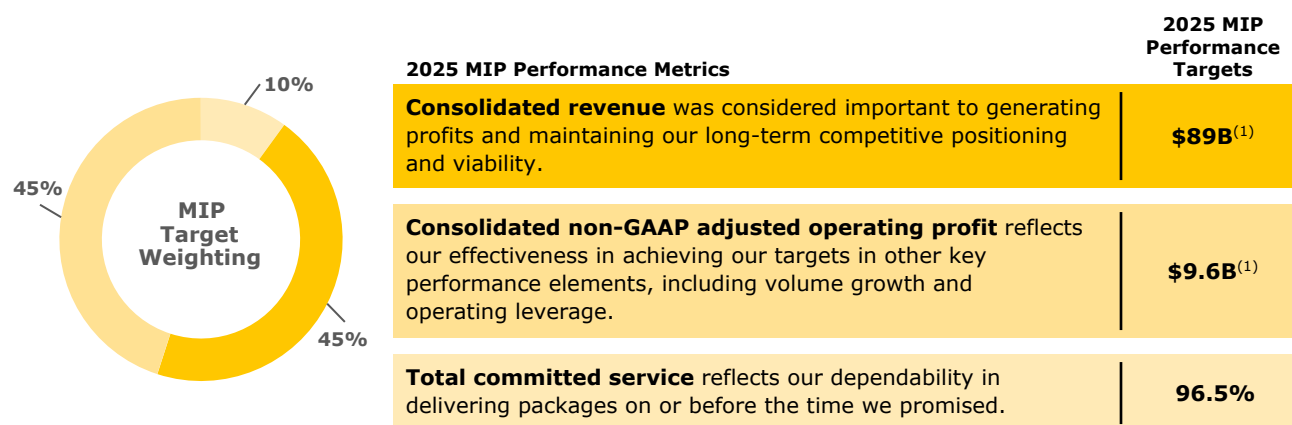 10%
45%
MIP
Target
Weighting
45%
2025 MIP Performance Metrics
2025 MIP
Performance
Targets
Consolidated revenue was considered important to generating
profits and maintaining our long-term competitive positioning
and viability.
$89B(1)
Consolidated non-GAAP adjusted operating profit reflects
our effectiveness in achieving our targets in other key
performance elements, including volume growth and
operating leverage.
$9.6B(1)
Total committed service reflects our dependability in
delivering packages on or before the time we promised.
96.5%